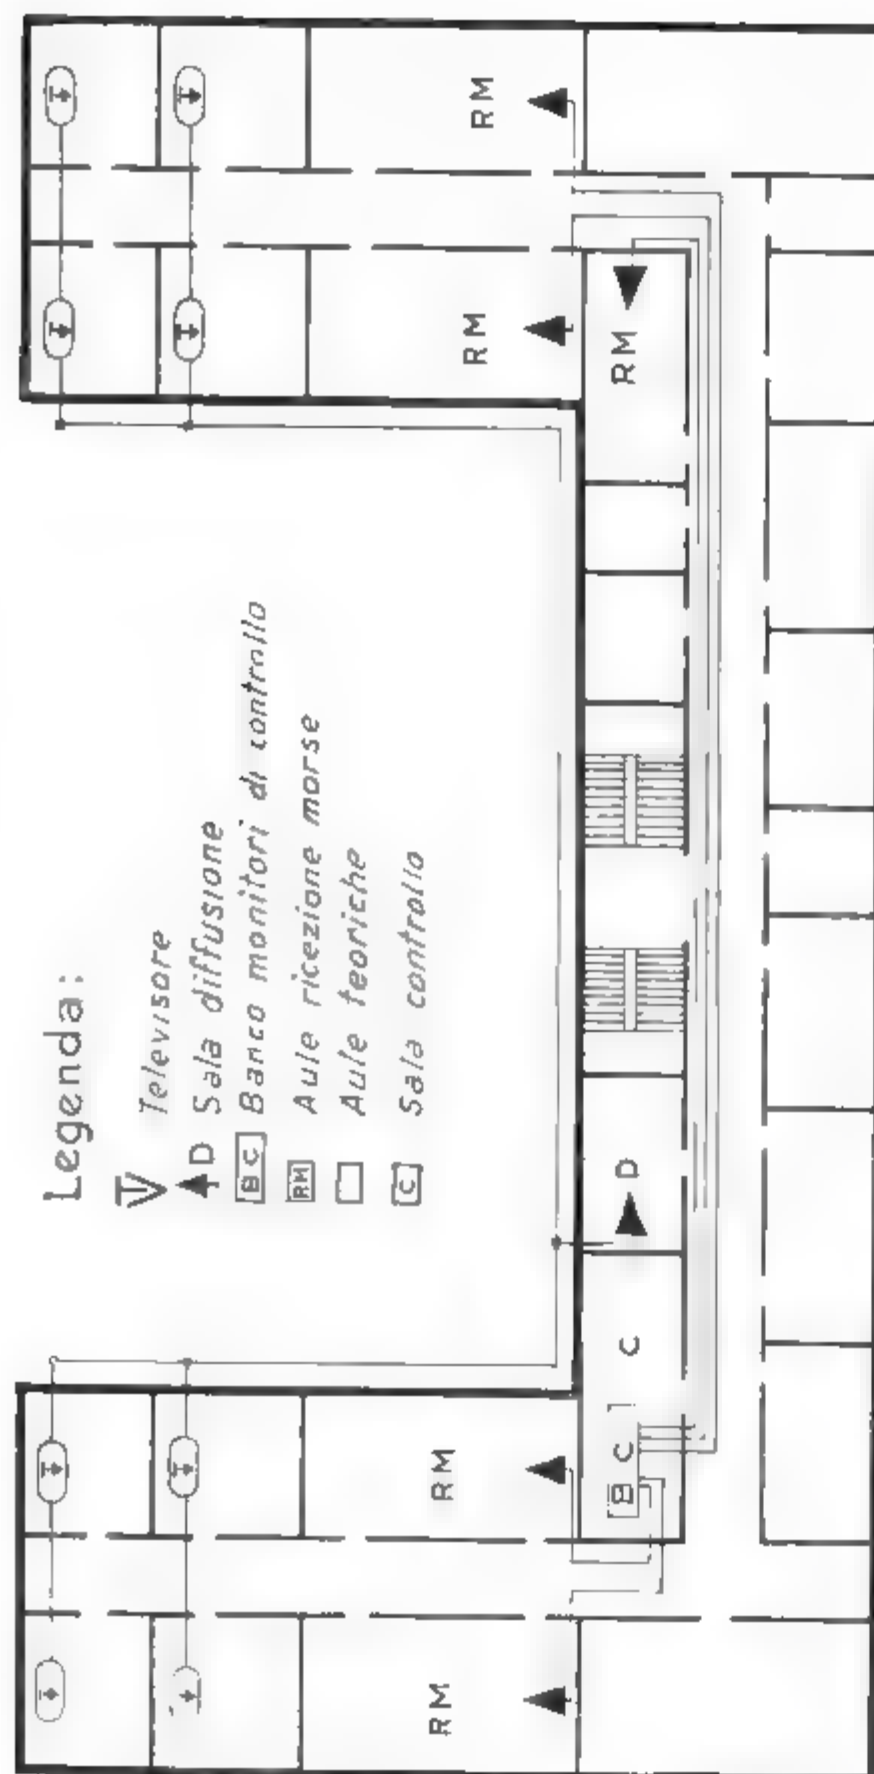 Legenda:
Televisore
D Sala diffusione
BC Banco monitori di controllo
RM Aule ricezione morse
Aule teoriche
C Sala controllo
RM
RM
RM
RM
RM
D
C
BC
T
T
T
T
T
T
T
T